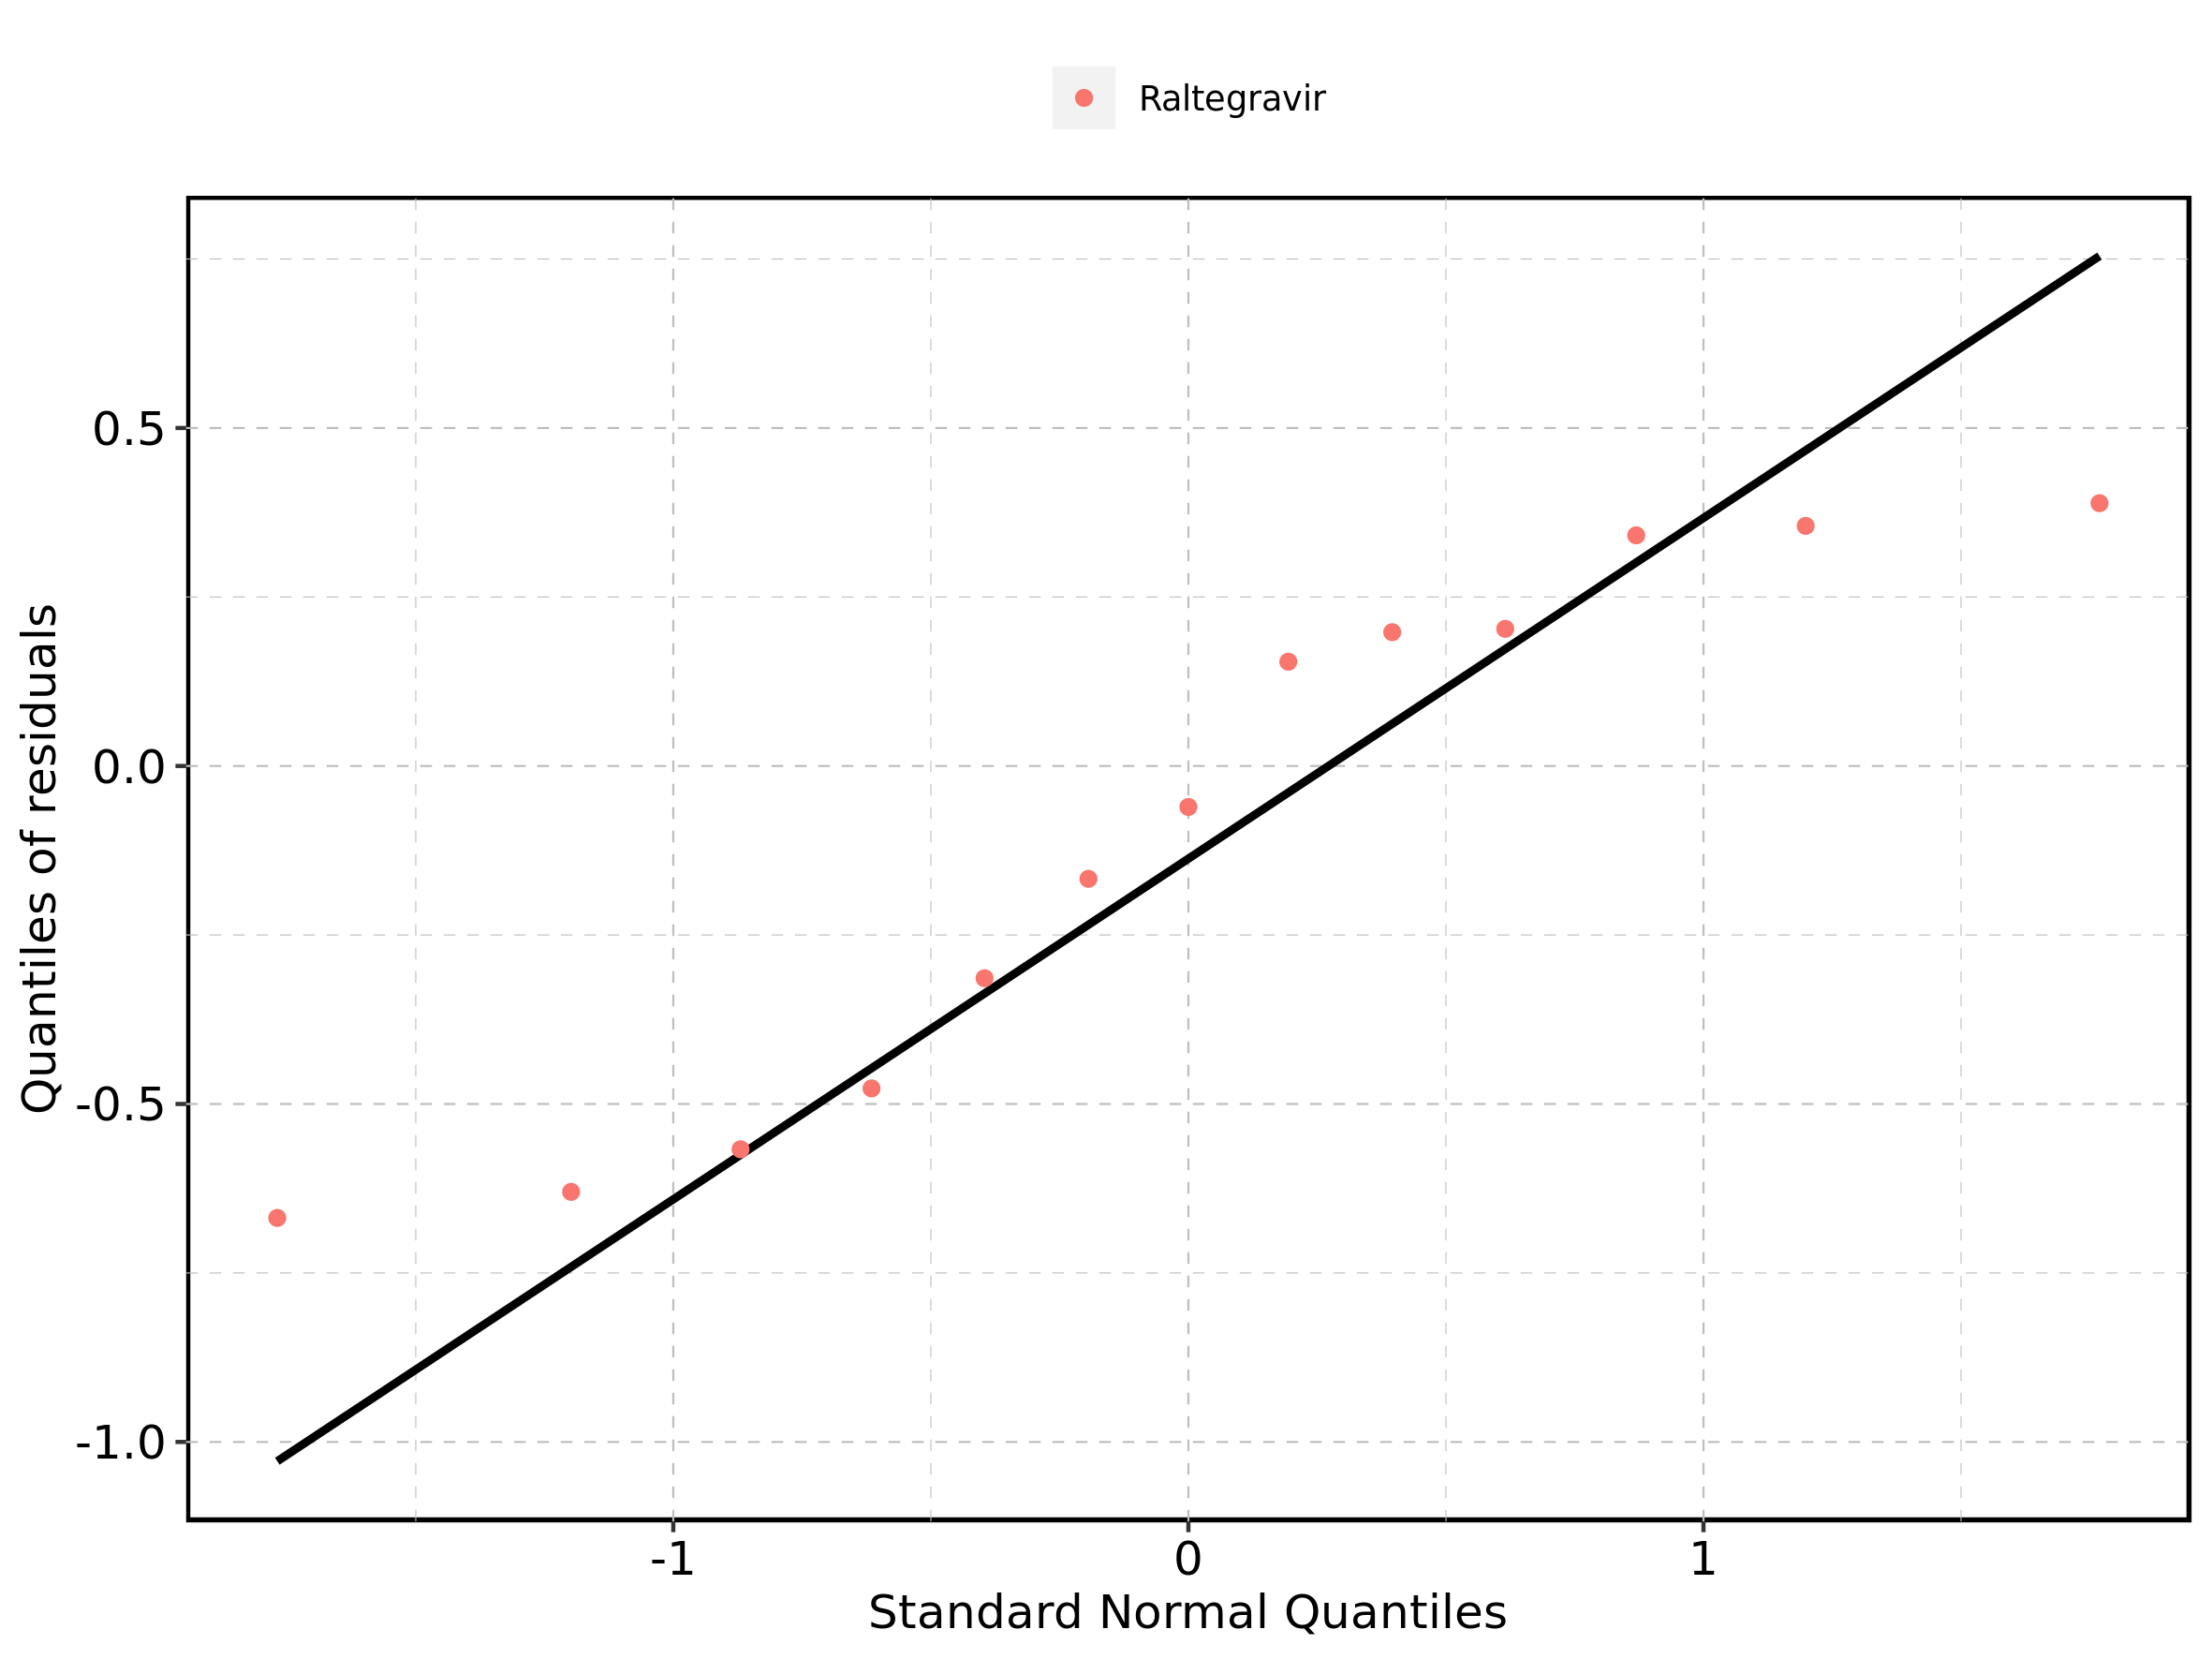 Raltegravir
0.5
0.0
-0.5
-1.0
Quantiles of residuals
-1 0 1
Standard Normal Quantiles